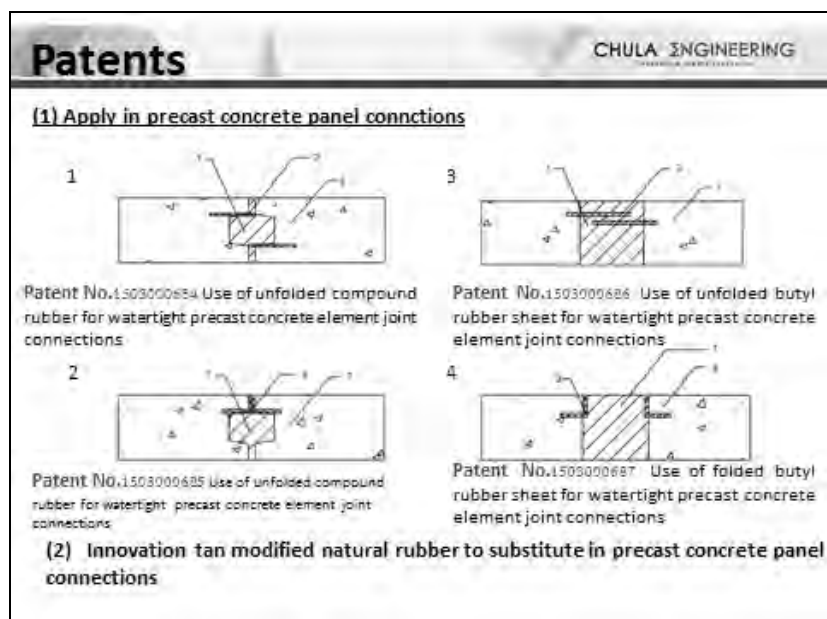 Patents
CHULA ΣNGINEERING
(1) Apply in precast concrete panel connctions
1
3
Patent No.1503000634 Use of unfolded compound
rubber for watertight precast concrete element joint
connections
Patent No.1503000686 Use of unfolded butyl
rubber sheet for watertight precast concrete
element joint connections
2
4
Patent No.1503000685 Use of unfolded compound
rubber for watertight precast concrete element joint
connections
Patent No.1503000687 Use of folded butyl
rubber sheet for watertight precast concrete
element joint connections
(2) Innovation tan modified natural rubber to substitute in precast concrete panel
connections